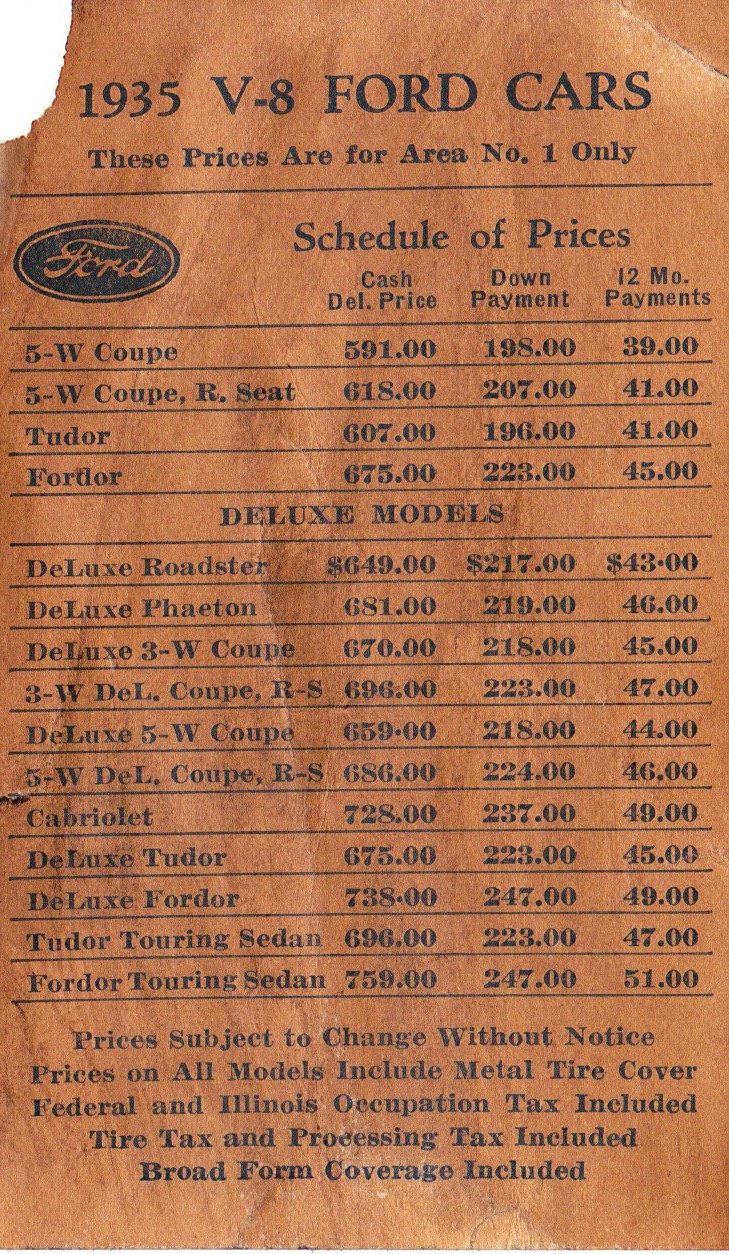 1935 V-8 FORD CARS
These Prices Are for Area No. 1 Only
Ford
Schedule of Prices
Cash Del. Price Down Payment 12 Mo. Payments
5-W Coupe 591.00 198.00 39.00
5-W Coupe, R. Seat 618.00 207.00 41.00
Tudor 607.00 196.00 41.00
Fordor 675.00 223.00 45.00
DELUXE MODELS
DeLuxe Roadster $649.00 $217.00 $43.00
DeLuxe Phaeton 681.00 219.00 46.00
DeLuxe 3-W Coupe 670.00 218.00 45.00
3-W DeL. Coupe, R-S 696.00 223.00 47.00
DeLuxe 5-W Coupe 659.00 218.00 44.00
5-W DeL. Coupe, R-S 686.00 224.00 46.00
Cabriolet 728.00 237.00 49.00
DeLuxe Tudor 675.00 223.00 45.00
DeLuxe Fordor 738.00 247.00 49.00
Tudor Touring Sedan 696.00 223.00 47.00
Fordor Touring Sedan 759.00 247.00 51.00
Prices Subject to Change Without Notice
Prices on All Models Include Metal Tire Cover
Federal and Illinois Occupation Tax Included
Tire Tax and Processing Tax Included
Broad Form Coverage Included